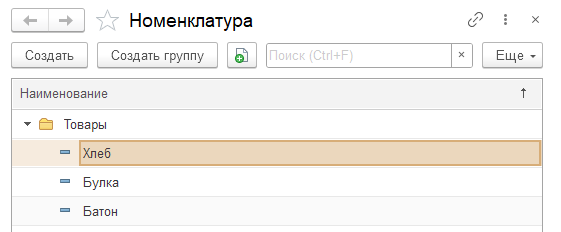 Номенклатура
Создать Создать группу Поиск (Ctrl+F) × Еще
Наименование
Товары
Хлеб
Булка
Батон